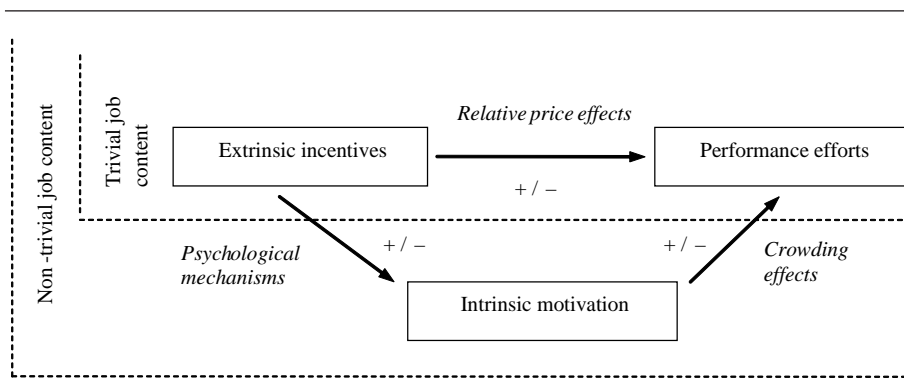 Non -trivial job content
Trivial job
content
Relative price effects
Extrinsic incentives
Performance efforts
+ / –
+ / –
+ / –
Psychological
mechanisms
Crowding
effects
Intrinsic motivation